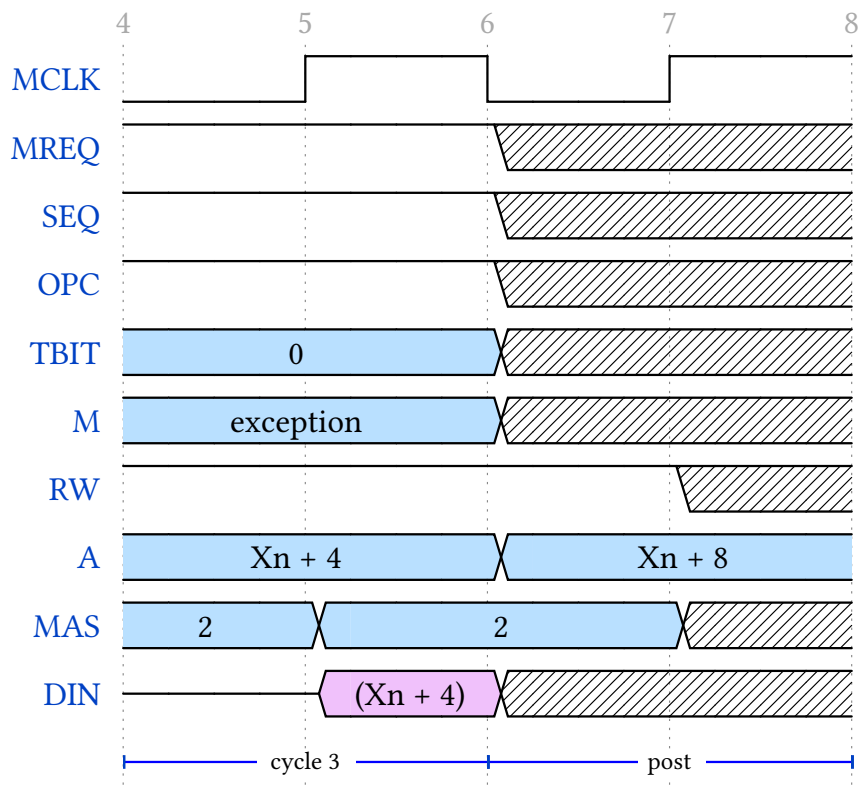 4 5 6 7 8
MCLK
MREQ
SEQ
OPC
TBIT 0
M exception
RW
A Xn + 4 Xn + 8
MAS 2 2
DIN (Xn + 4)
cycle 3 post